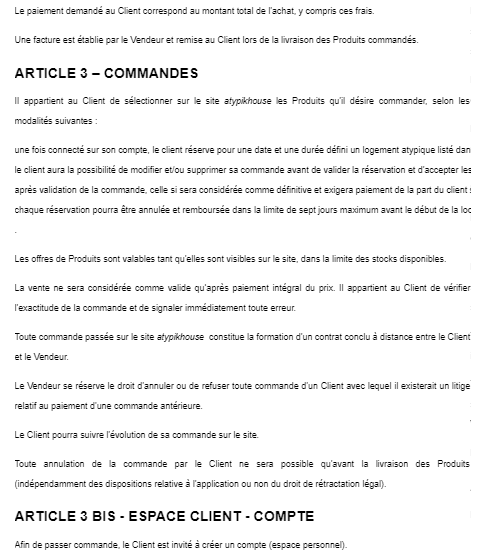 Le paiement demandé au Client correspond au montant total de l'achat, y compris ces frais.
Une facture est établie par le Vendeur et remise au Client lors de la livraison des Produits commandés.
ARTICLE 3 – COMMANDES
Il appartient au Client de sélectionner sur le site atypikhouse les Produits qu'il désire commander, selon les
modalités suivantes :
une fois connecté sur son compte, le client réserve pour une date et une durée défini un logement atypique listé dan
le client aura la possibilité de modifier et/ou supprimer sa commande avant de valider la réservation et d'accepter les
après validation de la commande, celle si sera considérée comme définitive et exigera paiement de la part du client
chaque réservation pourra être annulée et remboursée dans la limite de sept jours maximum avant le début de la loc
.
Les offres de Produits sont valables tant qu'elles sont visibles sur le site, dans la limite des stocks disponibles.
La vente ne sera considérée comme valide qu'après paiement intégral du prix. Il appartient au Client de vérifier
l'exactitude de la commande et de signaler immédiatement toute erreur.
Toute commande passée sur le site atypikhouse constitue la formation d'un contrat conclu à distance entre le Client
et le Vendeur.
Le Vendeur se réserve le droit d'annuler ou de refuser toute commande d'un Client avec lequel il existerait un litige
relatif au paiement d'une commande antérieure.
Le Client pourra suivre l'évolution de sa commande sur le site.
Toute annulation de la commande par le Client ne sera possible qu'avant la livraison des Produits
(indépendamment des dispositions relative à l'application ou non du droit de rétractation légal).
ARTICLE 3 BIS - ESPACE CLIENT - COMPTE
Afin de passer commande, le Client est invité à créer un compte (espace personnel).